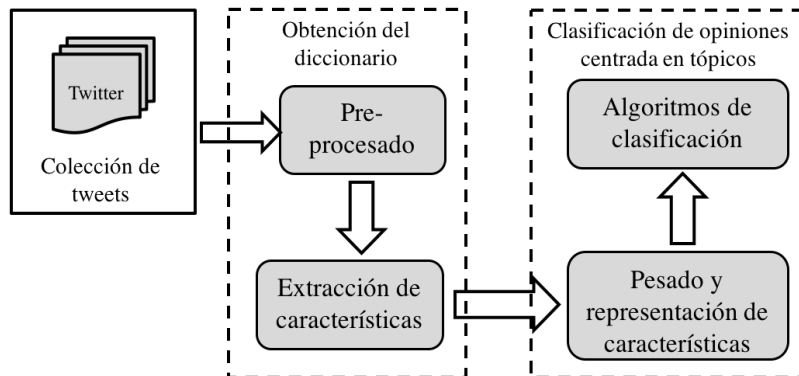 Twitter
Colección de
tweets
Obtención del
diccionario
Pre-
procesado
Extracción de
características
Clasificación de opiniones
centrada en tópicos
Algoritmos de
clasificación
Pesado y
representación de
características